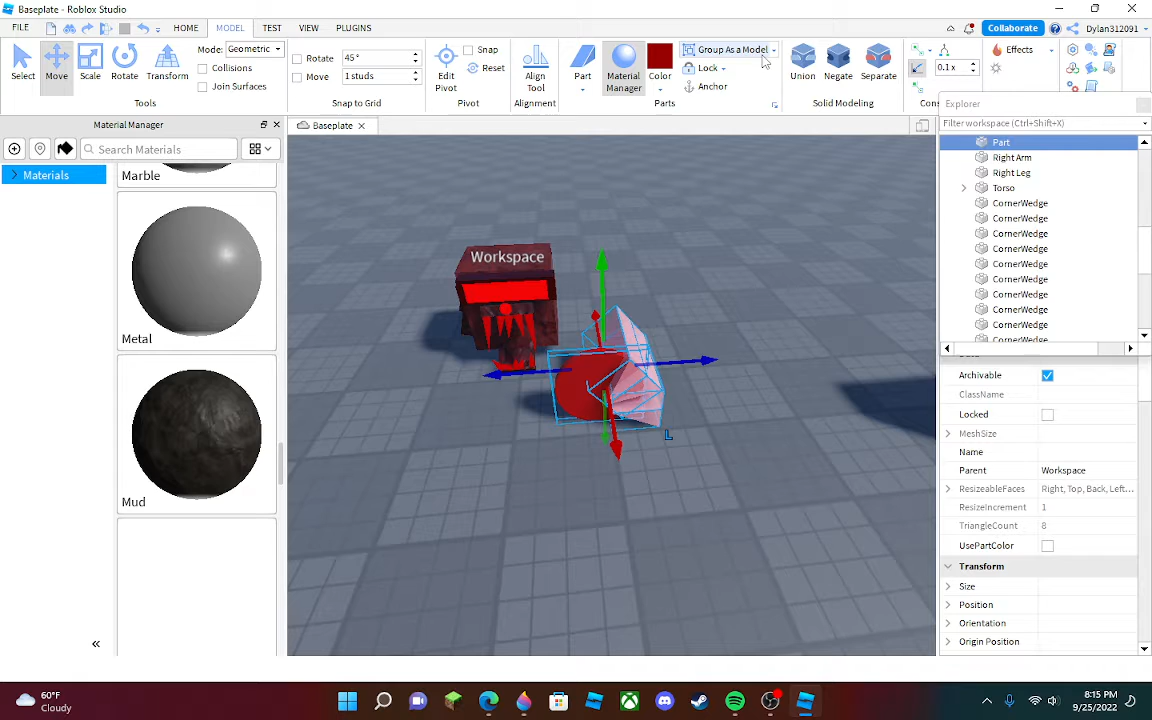 Baseplate - Roblox Studio
FILE
HOME
MODEL
TEST
VIEW
PLUGINS
Collaborate
Dylan312091
Select
Move
Scale
Rotate
Transform
Mode: Geometric
Collisions
Join Surfaces
Tools
Rotate
45°
Move
1 studs
Snap to Grid
Edit Pivot
Snap
Reset
Pivot
Align Tool
Alignment
Part
Material Manager
Color
Group As a Model
Lock
Anchor
Parts
Union
Negate
Separate
Solid Modeling
Effects
0.1 x
Cons
Material Manager
Baseplate
Explorer
Filter workspace (Ctrl+Shift+X)
Search Materials
Materials
Marble
Metal
Mud
Workspace
L
Part
Right Arm
Right Leg
Torso
CornerWedge
CornerWedge
CornerWedge
CornerWedge
CornerWedge
CornerWedge
CornerWedge
CornerWedge
CornerWedge
CornerWedge
Data
Archivable
ClassName
Locked
MeshSize
Name
Parent Workspace
ResizeableFaces Right, Top, Back, Left...
ResizeIncrement 1
TriangleCount 8
UsePartColor
Transform
Size
Position
Orientation
Origin Position
60°F
Cloudy
8:15 PM
9/25/2022